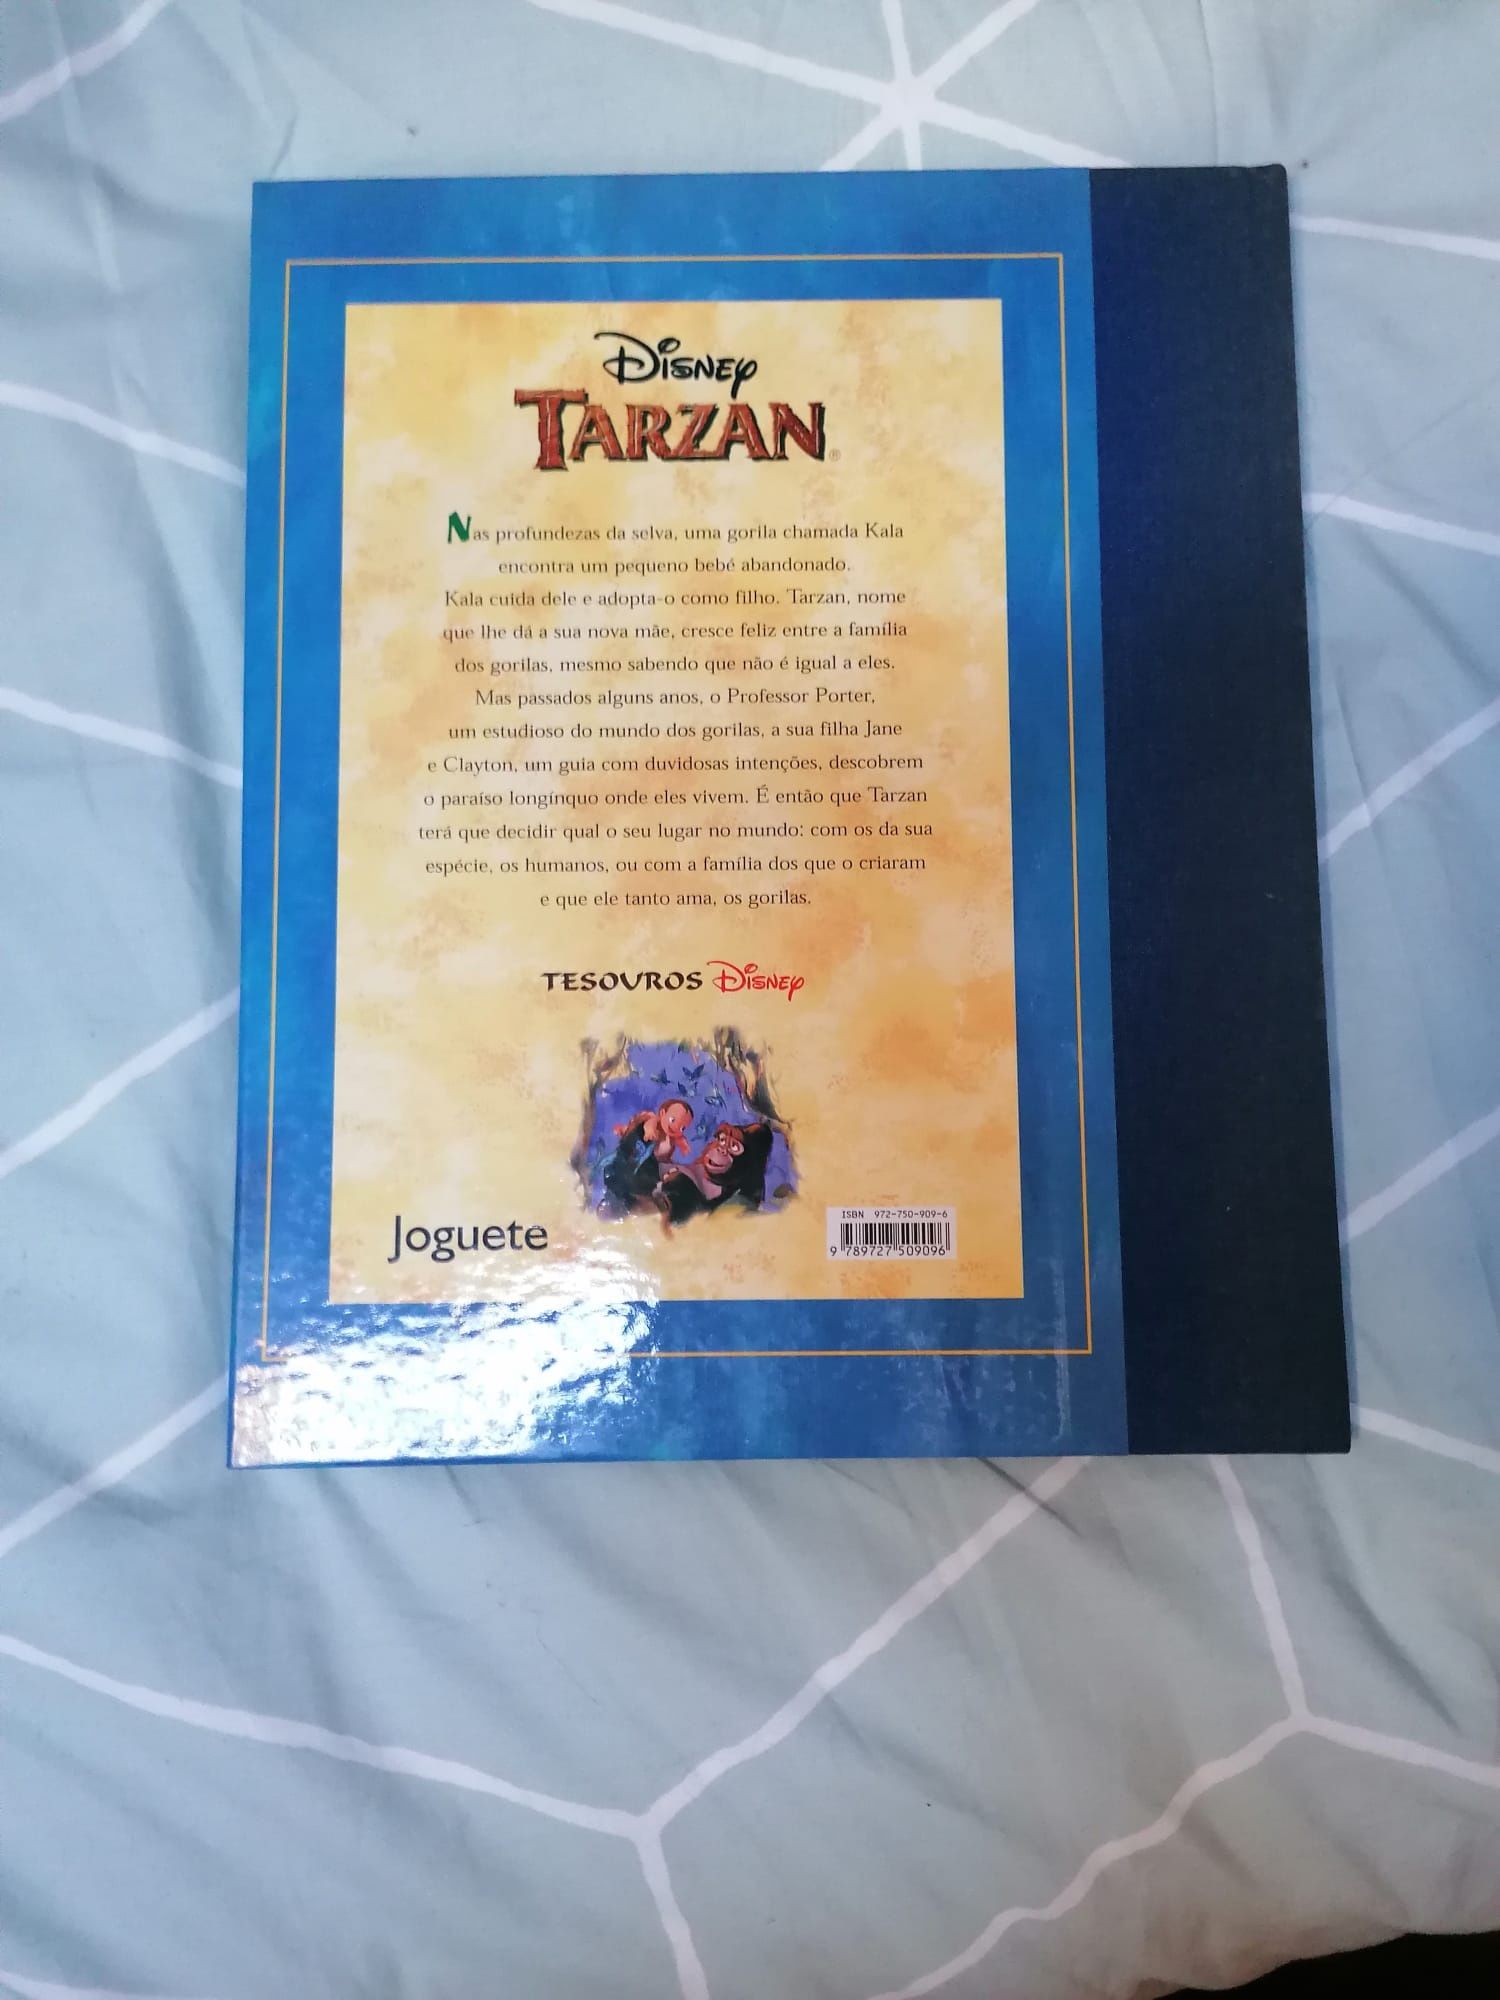 Disney
TARZAN®
Nas profundezas da selva, uma gorila chamada Kala
encontra um pequeno bebé abandonado.
Kala cuida dele e adopta-o como filho. Tarzan, nome
que lhe dá a sua nova mãe, cresce feliz entre a família
dos gorilas, mesmo sabendo que não é igual a eles.
Mas passados alguns anos, o Professor Porter,
um estudioso do mundo dos gorilas, a sua filha Jane
e Clayton, um guia com duvidosas intenções, descobrem
o paraíso longínquo onde eles vivem. É então que Tarzan
terá que decidir qual o seu lugar no mundo: com os da sua
espécie, os humanos, ou com a família dos que o criaram
e que ele tanto ama, os gorilas.
TESOUROS Disney
ISBN 972-750-909-6
Joguete
9 789727 509096